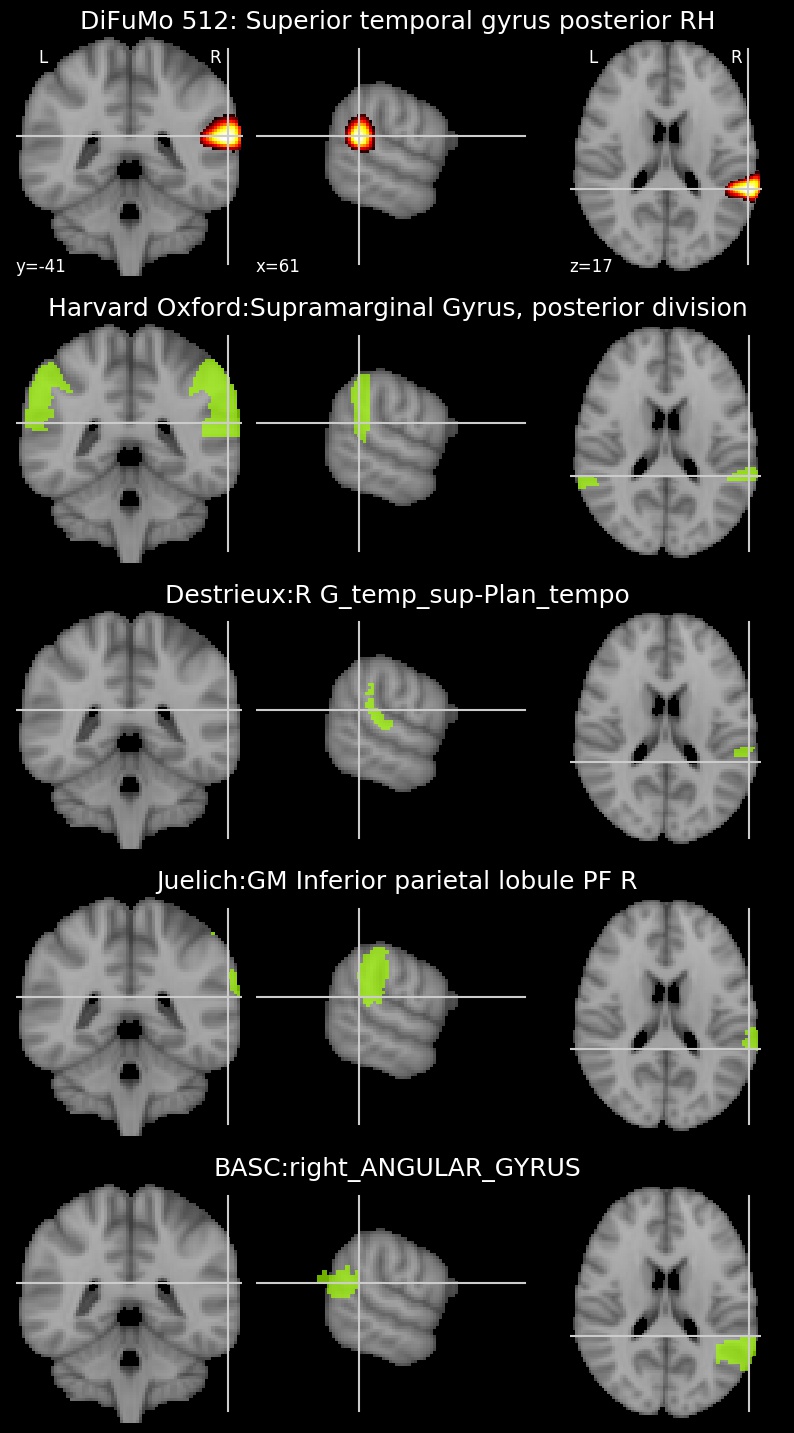 DiFuMo 512: Superior temporal gyrus posterior RH
L R L R
y=-41 x=61 z=17
Harvard Oxford:Supramarginal Gyrus, posterior division
Destrieux:R G_temp_sup-Plan_tempo
Juelich:GM Inferior parietal lobule PF R
BASC:right_ANGULAR_GYRUS